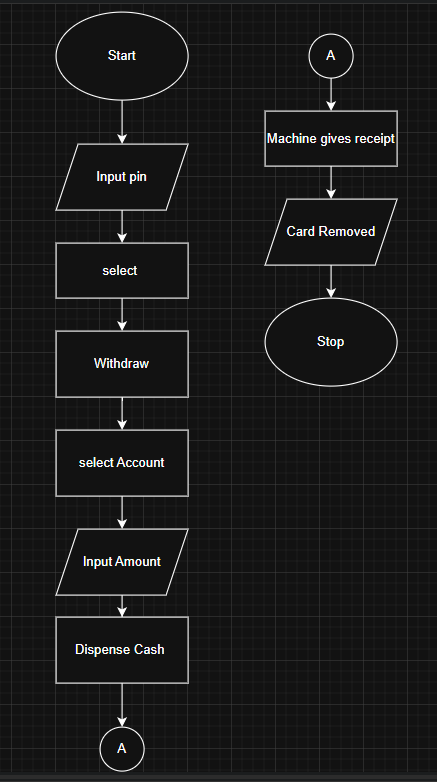 Start
Input pin
select
Withdraw
select Account
Input Amount
Dispense Cash
A
A
Machine gives receipt
Card Removed
Stop